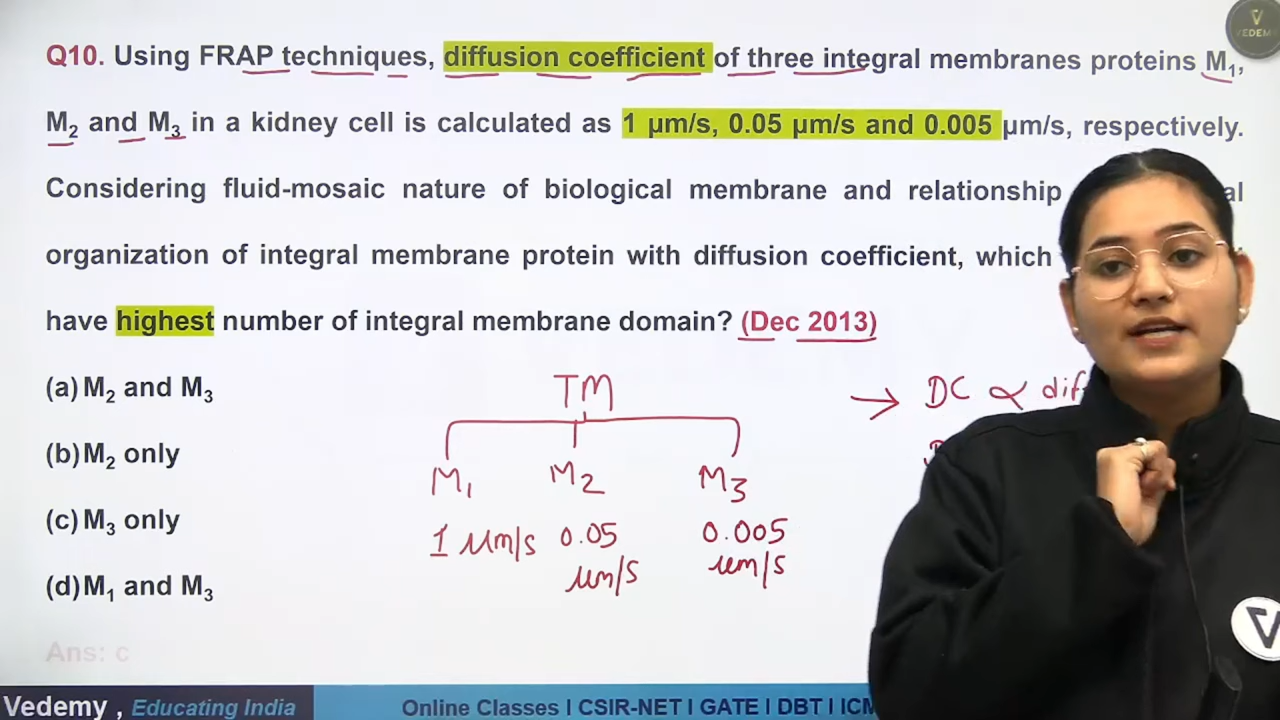 Q10. Using FRAP techniques, diffusion coefficient of three integral membranes proteins M1,
M2 and M3 in a kidney cell is calculated as 1 μm/s, 0.05 μm/s and 0.005 μm/s, respectively.
Considering fluid-mosaic nature of biological membrane and relationship al
organization of integral membrane protein with diffusion coefficient, which
have highest number of integral membrane domain? (Dec 2013)
(a) M2 and M3
(b) M2 only
(c) M3 only
(d) M1 and M3
Ans: c
TM
M1 M2 M3
1 μm/s 0.05 μm/s 0.005 μm/s
→ DC ∝ diff
VEDEM
Vedemy , Educating India
Online Classes I CSIR-NET I GATE I DBT I ICM